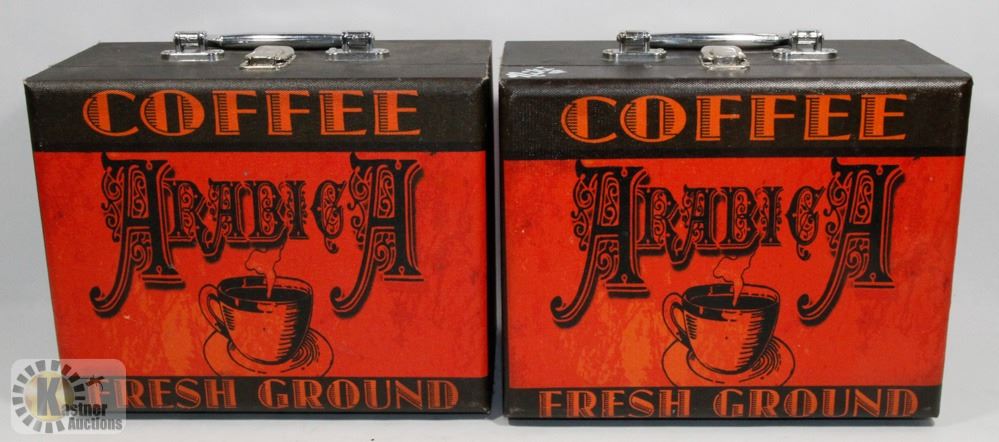 COFFEE
ARABICA
FRESH GROUND
COFFEE
ARABICA
FRESH GROUND
Kastner
Auctions